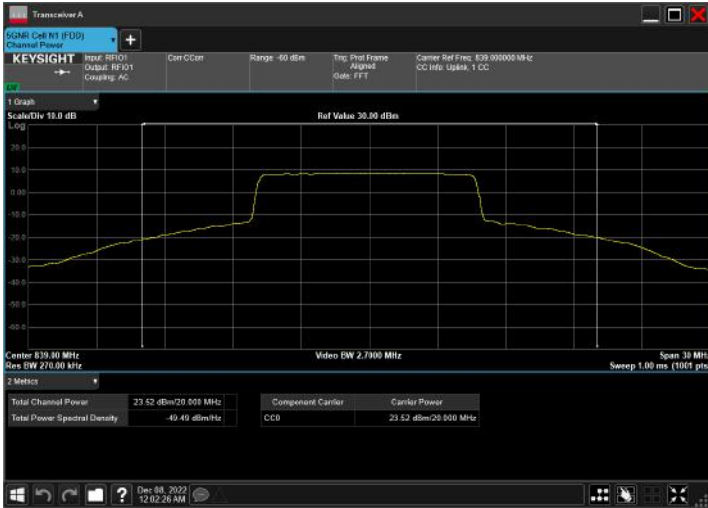 Transceiver A
5GNR Cell N1 (FDD)
Channel Power
KEYSIGHT
Input: RFIO1
Output: RFIO1
Coupling: AC
Corr CCorr
Range: -60 dBm
Trig: Prot Frame
Aligned
Gate: FFT
Carrier Ref Freq: 839.000000 MHz
CC Info: Uplink, 1 CC
1 Graph
Scale/Div 10.0 dB
Ref Value 30.00 dBm
Log
20.0
10.0
0.00
-10.0
-20.0
-30.0
-40.0
-50.0
-60.0
Center 839.00 MHz
Video BW 2.7000 MHz
Span 30 MH
Res BW 270.00 kHz
Sweep 1.00 ms (1001 pts
2 Metrics
Total Channel Power 23.52 dBm/20.000 MHz
Total Power Spectral Density -49.49 dBm/Hz
Component Carrier Carrier Power
CC0 23.52 dBm/20.000 MHz
?
Dec 08, 2022
12:02:26 AM